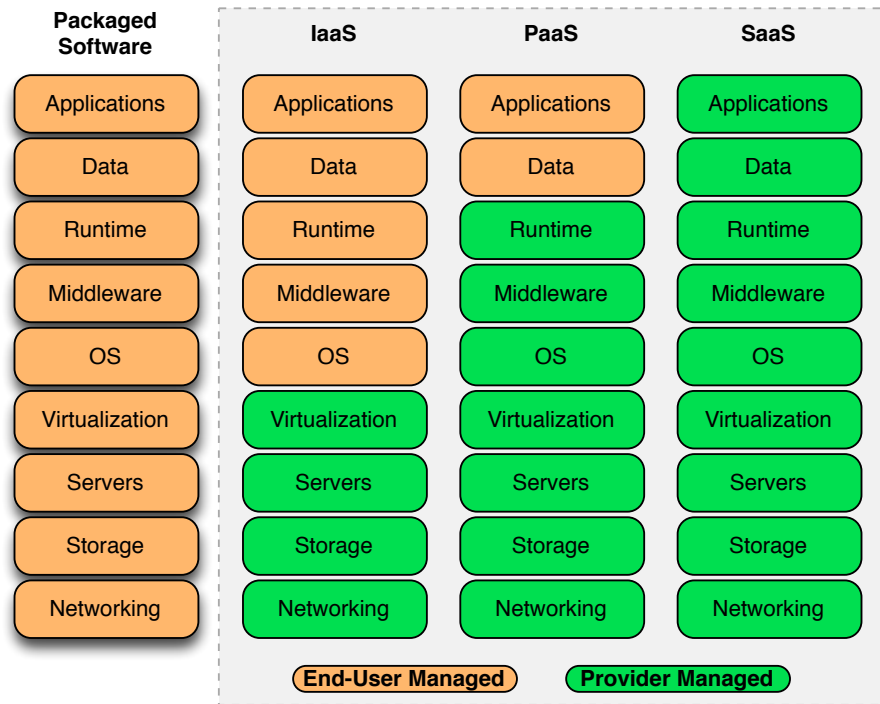 Packaged
Software
IaaS
PaaS
SaaS
Applications
Applications
Applications
Applications
Data
Data
Data
Data
Runtime
Runtime
Runtime
Runtime
Middleware
Middleware
Middleware
Middleware
OS
OS
OS
OS
Virtualization
Virtualization
Virtualization
Virtualization
Servers
Servers
Servers
Servers
Storage
Storage
Storage
Storage
Networking
Networking
Networking
Networking
End-User Managed
Provider Managed